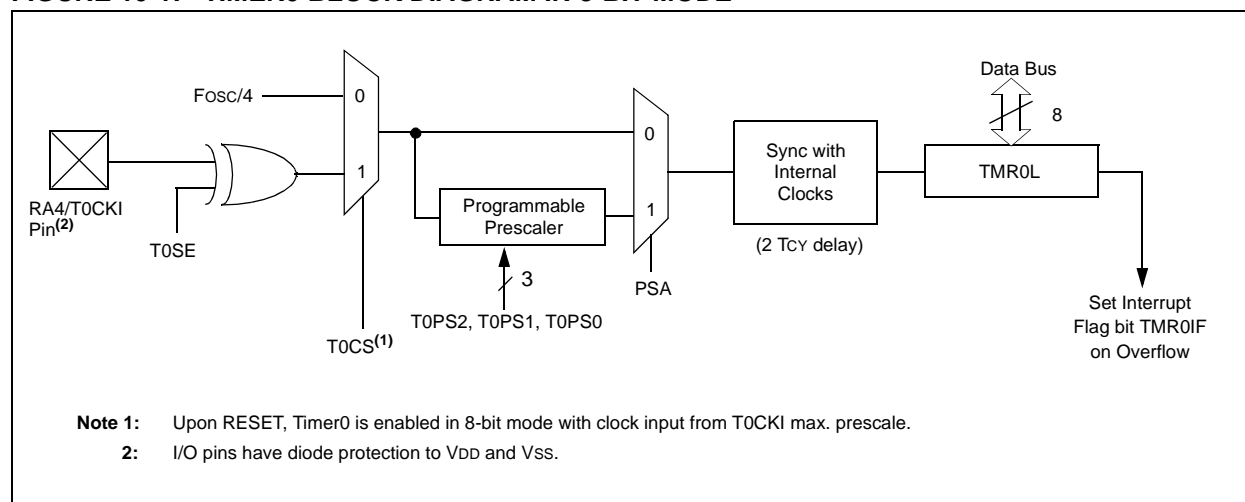 Data Bus
Fosc/4
0
8
0
1
Sync with
Internal
Clocks
TMR0L
RA4/T0CKI
Pin(2)
T0SE
Programmable
Prescaler
1
(2 TCY delay)
3
PSA
T0PS2, T0PS1, T0PS0
T0CS(1)
Set Interrupt
Flag bit TMR0IF
on Overflow
Note 1: Upon RESET, Timer0 is enabled in 8-bit mode with clock input from T0CKI max. prescale.
2: I/O pins have diode protection to VDD and VSS.